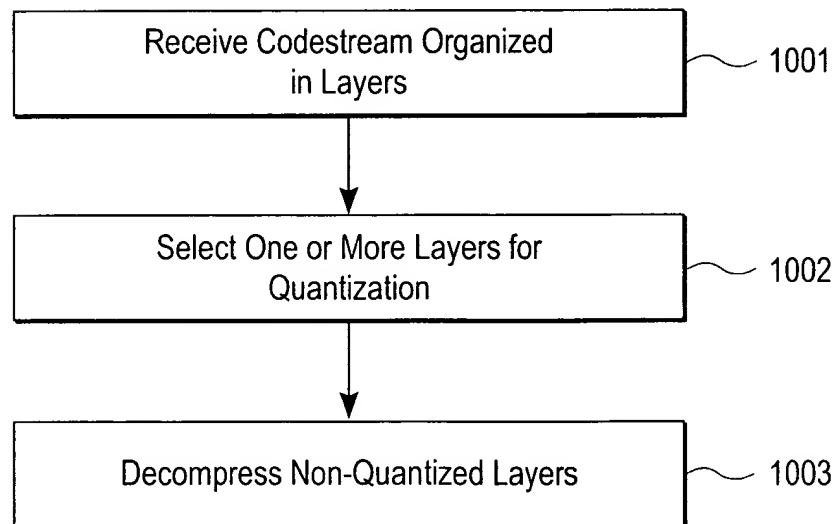 Receive Codestream Organized
in Layers
1001
Select One or More Layers for
Quantization
1002
Decompress Non-Quantized Layers
1003